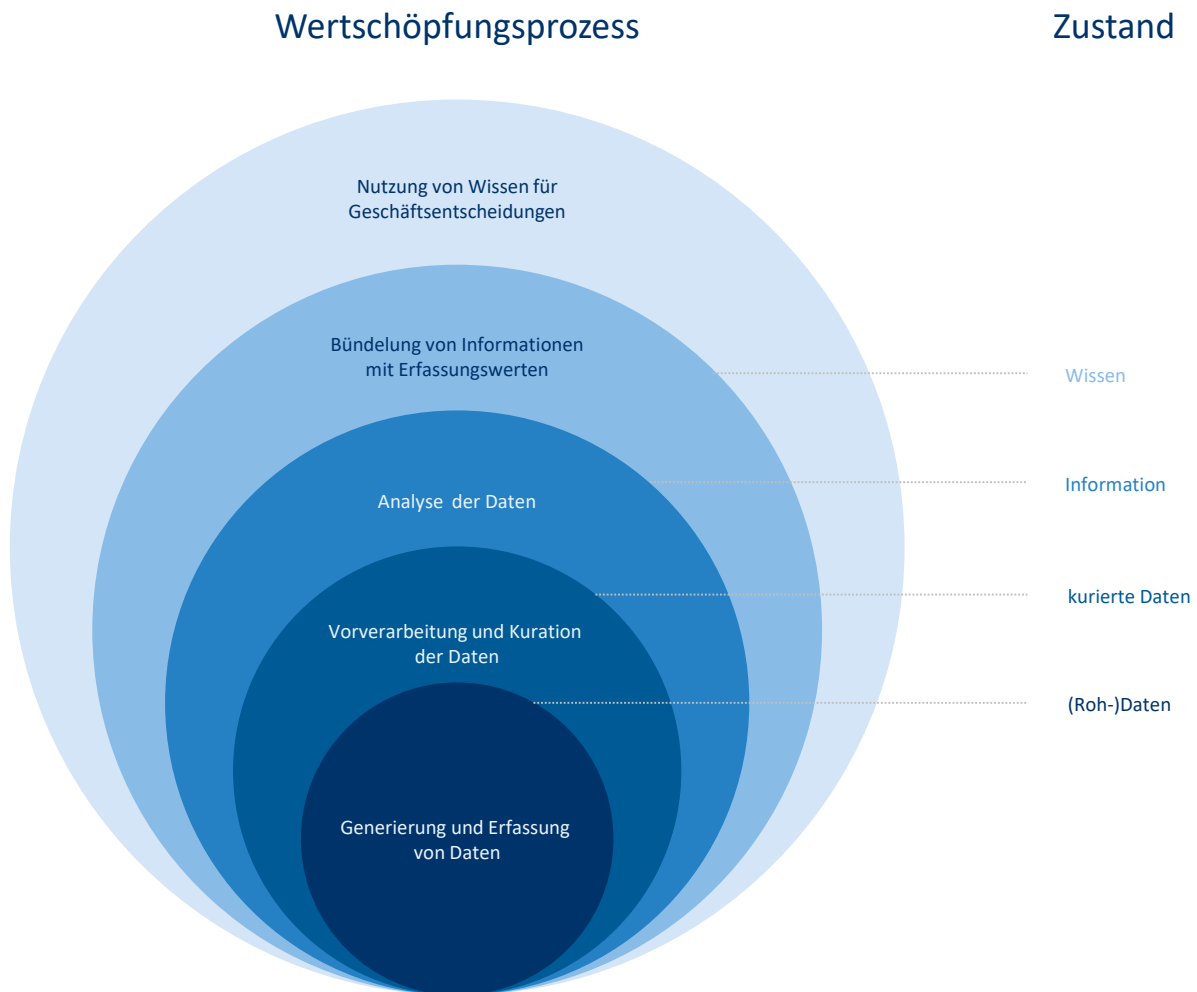 Wertschöpfungsprozess
Zustand
Nutzung von Wissen für
Geschäftsentscheidungen
Bündelung von Informationen
mit Erfassungswerten
Wissen
Analyse der Daten
Information
Vorverarbeitung und Kuration
der Daten
kurierte Daten
(Roh-)Daten
Generierung und Erfassung
von Daten